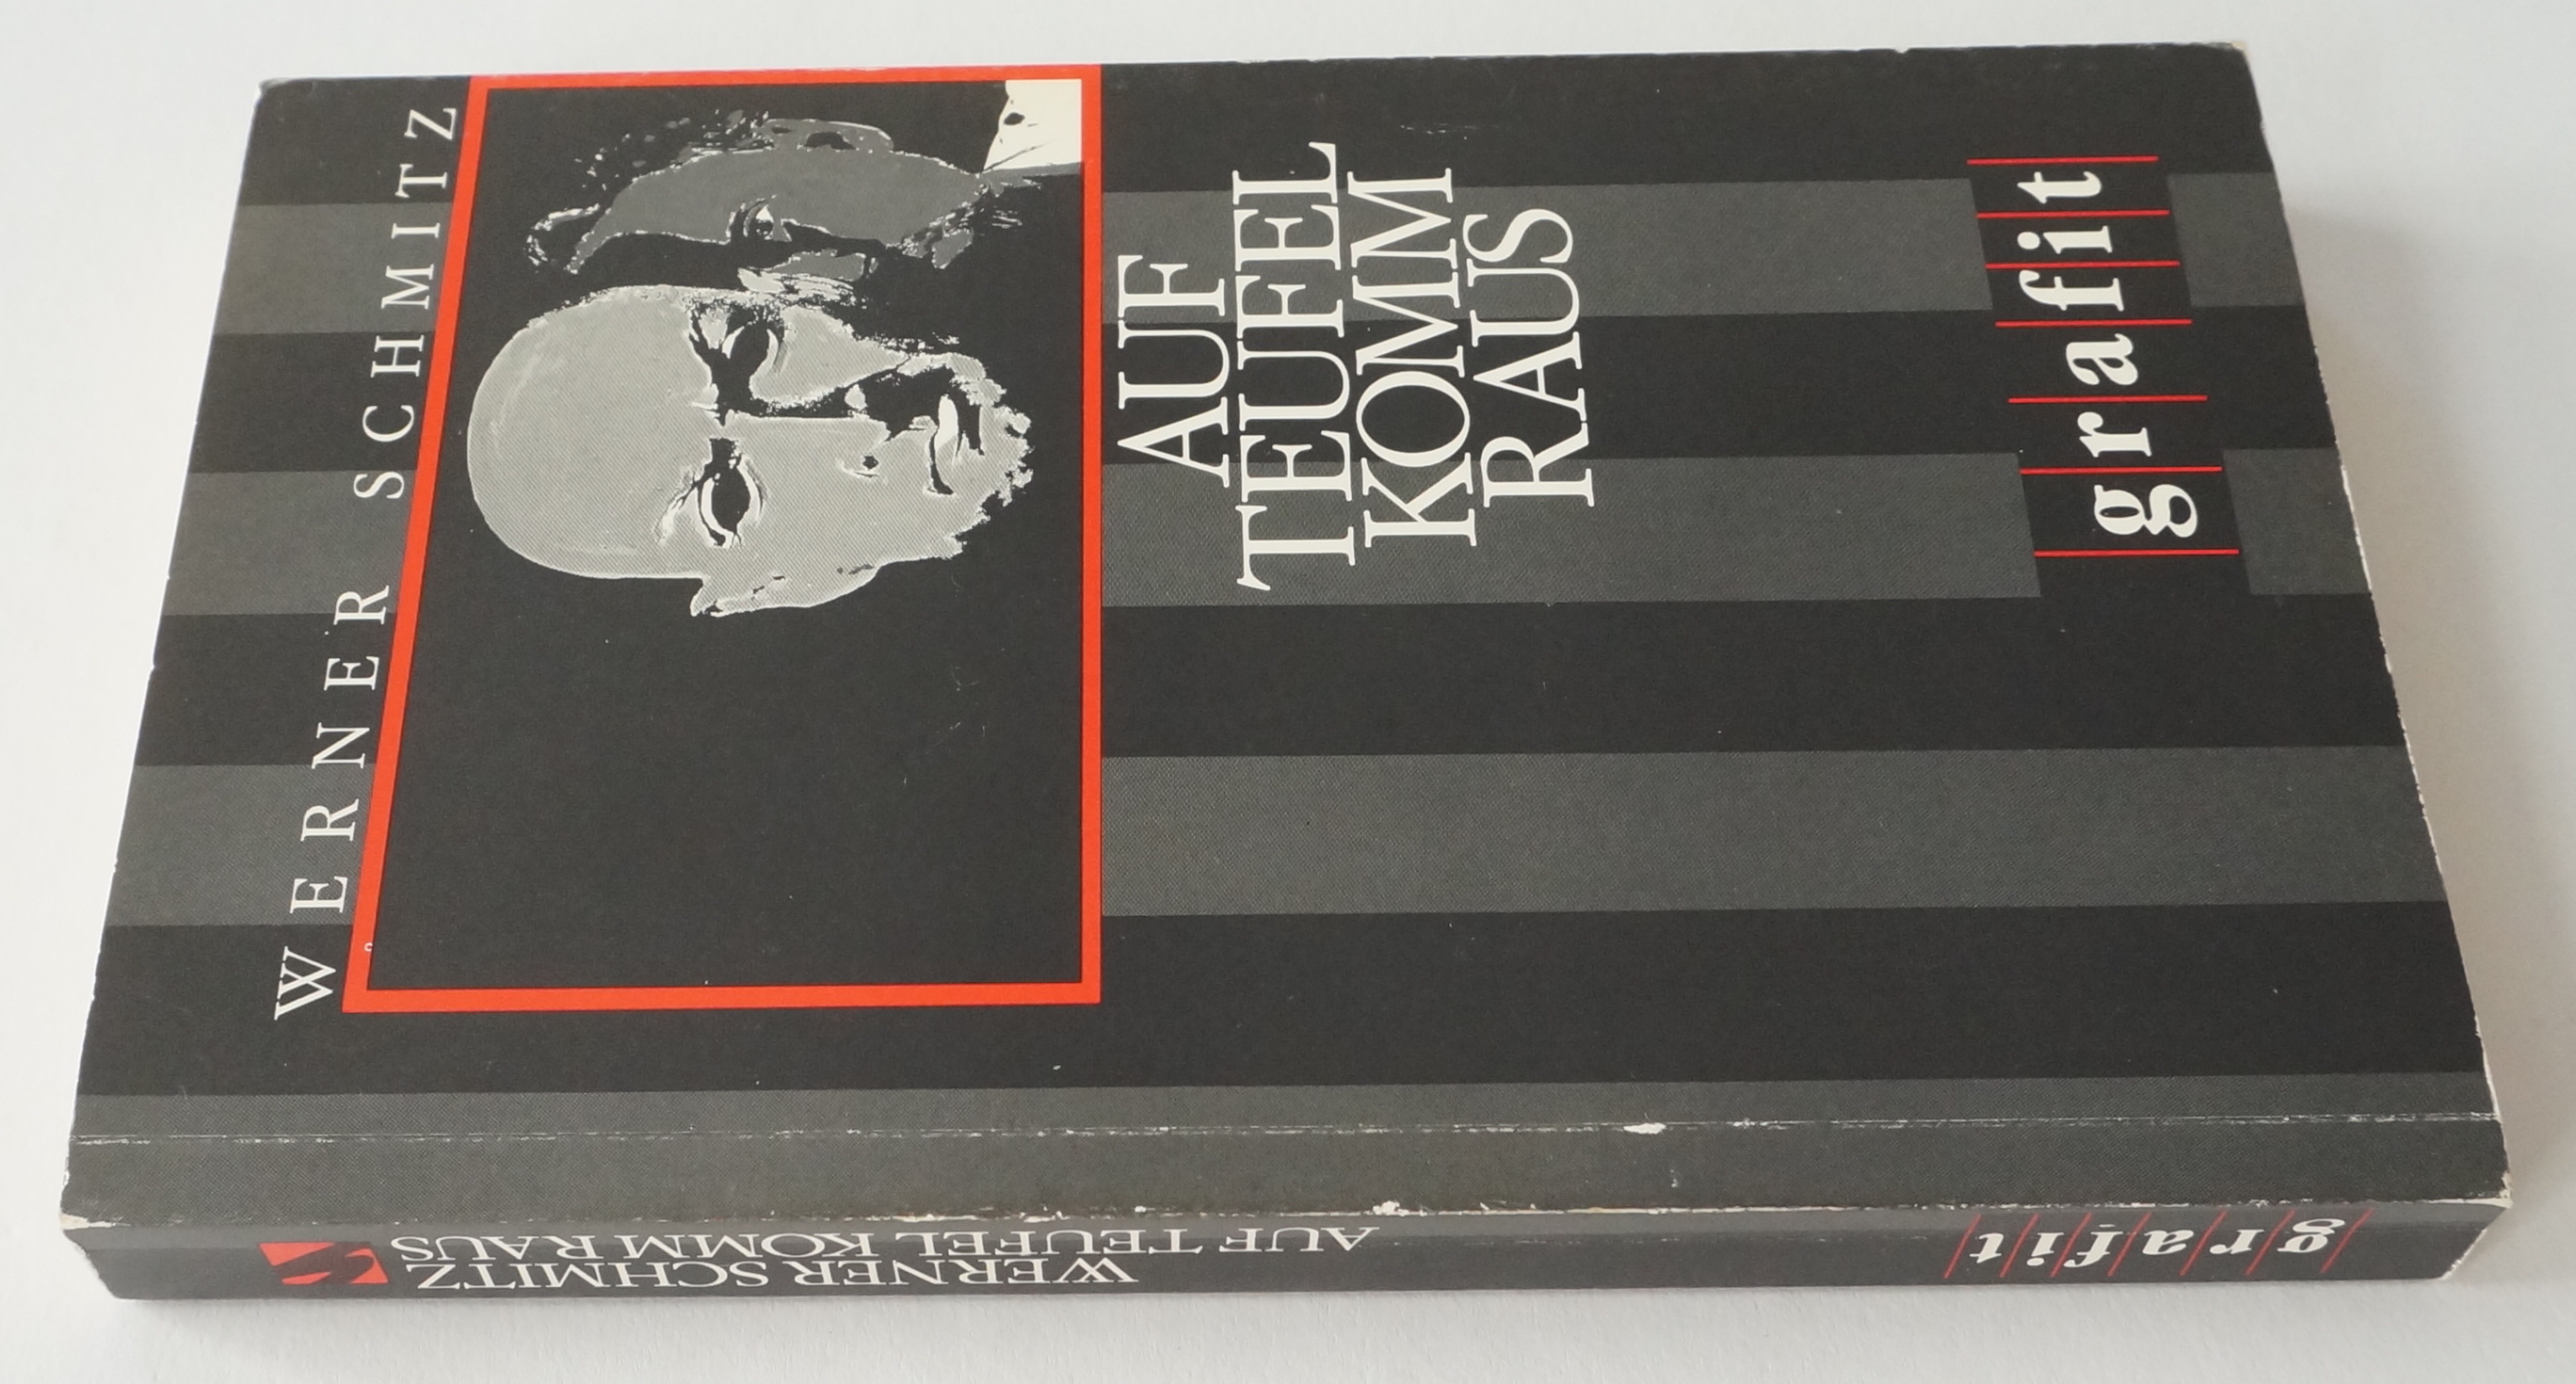 WERNER SCHMITZ
AUF
TEUFEL
KOMM
RAUS
grafit
WERNER SCHMITZ
AUF TEUFEL KOMM RAUS
grafit